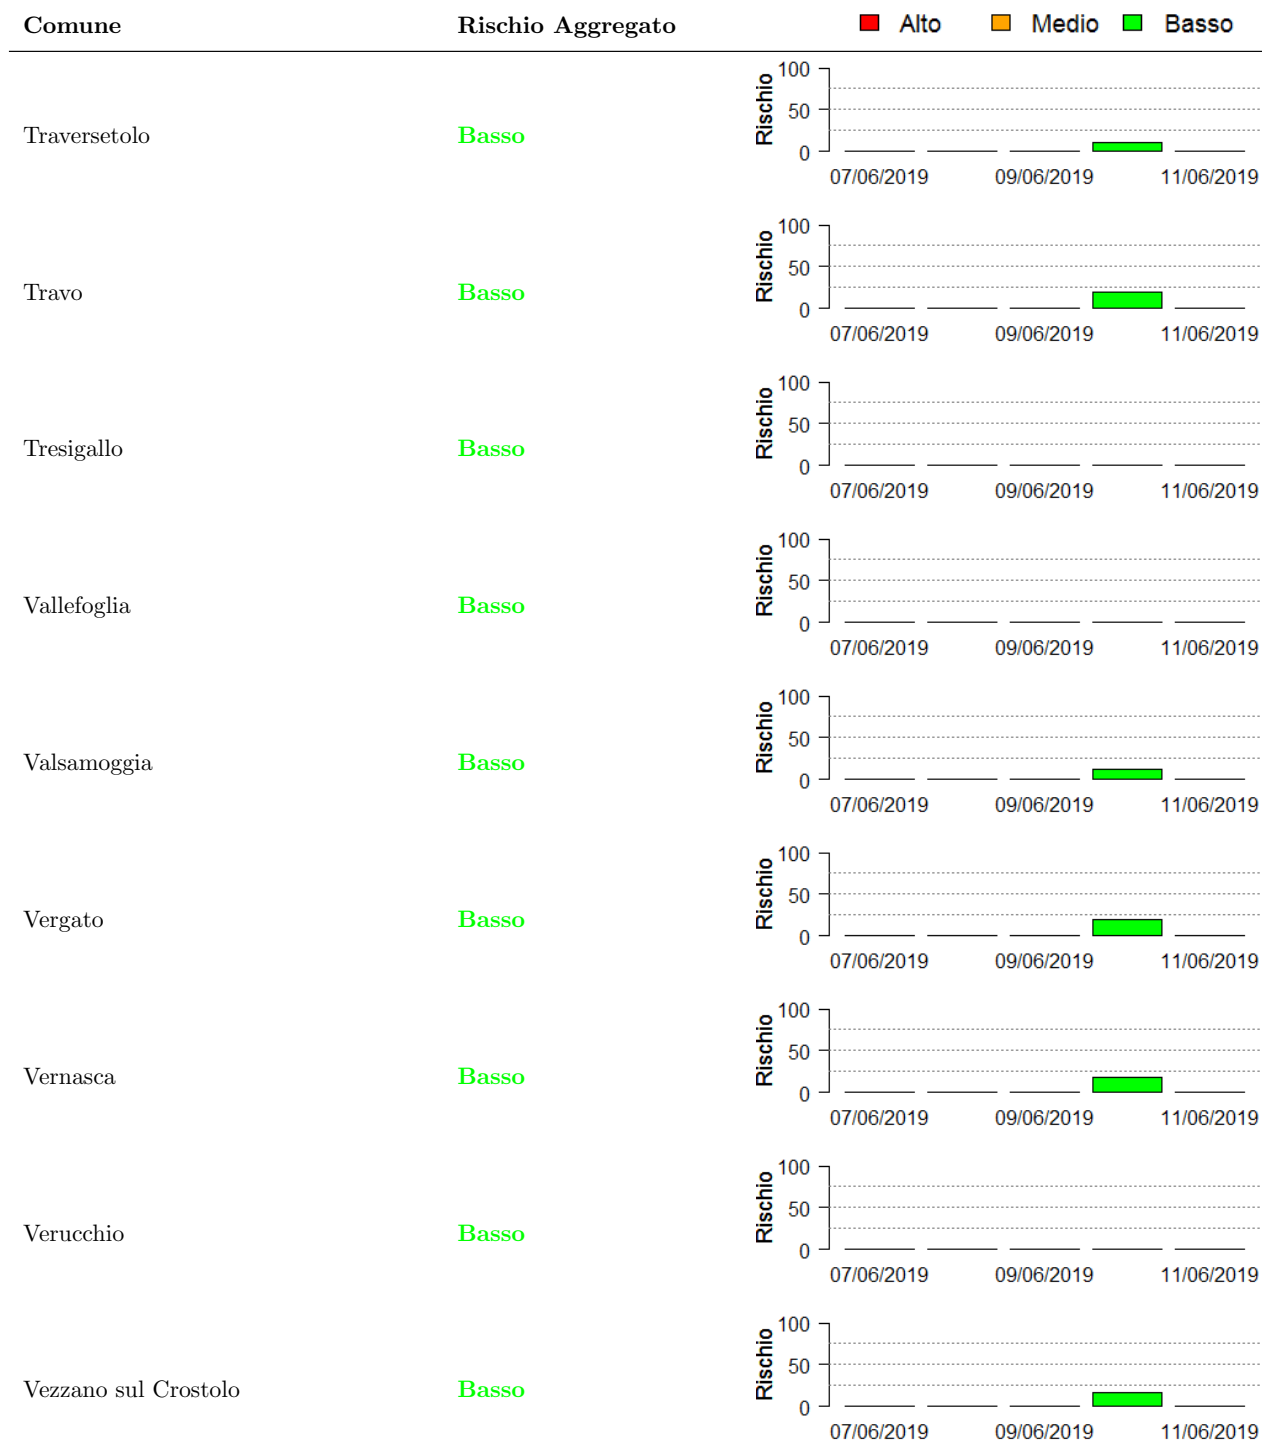 Comune Rischio Aggregato Alto Medio Basso
Traversetolo Basso Rischio 100 50 0
07/06/2019 09/06/2019 11/06/2019
Travo Basso Rischio 100 50 0
07/06/2019 09/06/2019 11/06/2019
Tresigallo Basso Rischio 100 50 0
07/06/2019 09/06/2019 11/06/2019
Vallefoglia Basso Rischio 100 50 0
07/06/2019 09/06/2019 11/06/2019
Valsamoggia Basso Rischio 100 50 0
07/06/2019 09/06/2019 11/06/2019
Vergato Basso Rischio 100 50 0
07/06/2019 09/06/2019 11/06/2019
Vernasca Basso Rischio 100 50 0
07/06/2019 09/06/2019 11/06/2019
Verucchio Basso Rischio 100 50 0
07/06/2019 09/06/2019 11/06/2019
Vezzano sul Crostolo Basso Rischio 100 50 0
07/06/2019 09/06/2019 11/06/2019